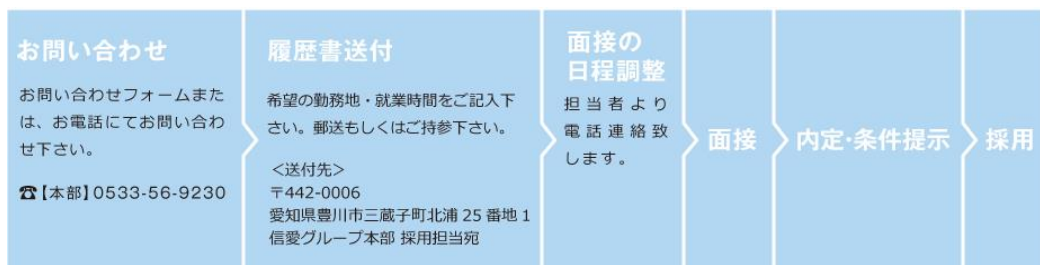 お問い合わせ
お問い合わせフォームまた
は、お電話にてお問い合わ
せ下さい。
☎【本部】0533-56-9230
履歴書送付
希望の勤務地・就業時間をご記入下
さい。郵送もしくはご持参下さい。
＜送付先＞
〒442-0006
愛知県豊川市三蔵子町北浦 25 番地 1
信愛グループ本部 採用担当宛
面接の
日程調整
担当者より
電話連絡致
します。
面接
内定･条件提示
採用